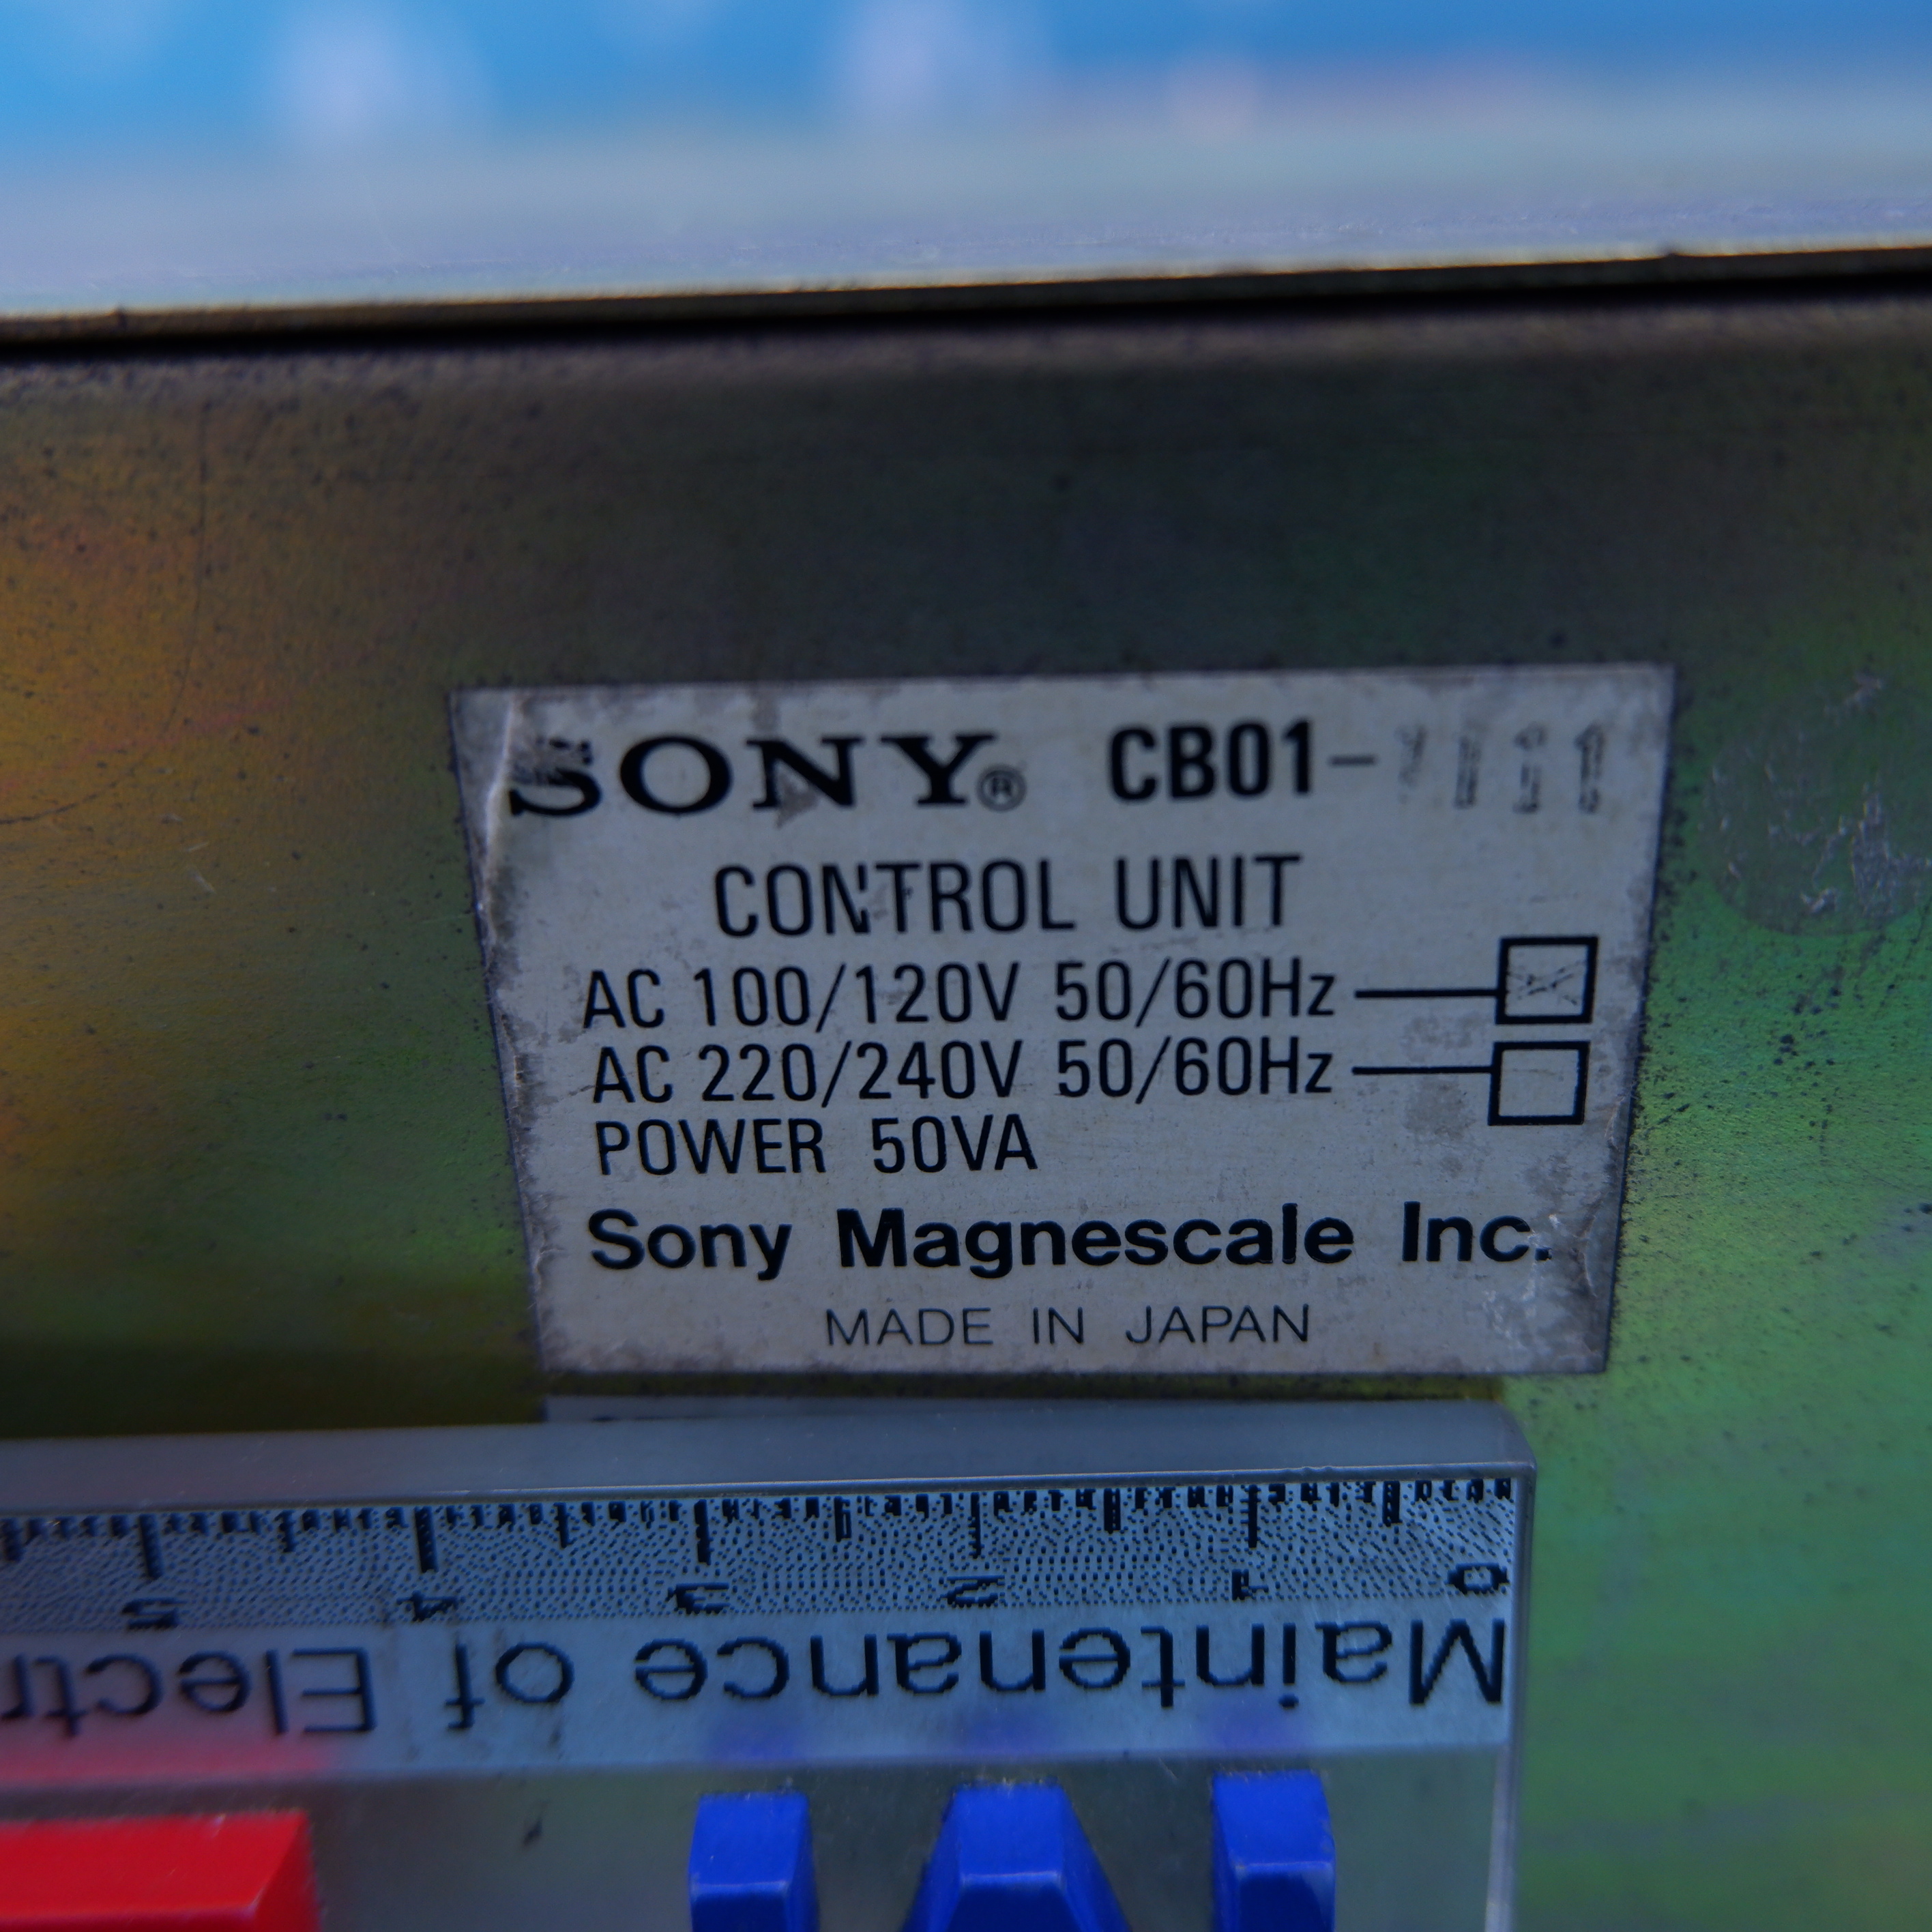 SONY® CB01-
CONTROL UNIT
AC 100/120V 50/60Hz
AC 220/240V 50/60Hz
POWER 50VA
Sony Magnescale Inc.
MADE IN JAPAN
0 1 2 3 4 5
Maintenance of Electr